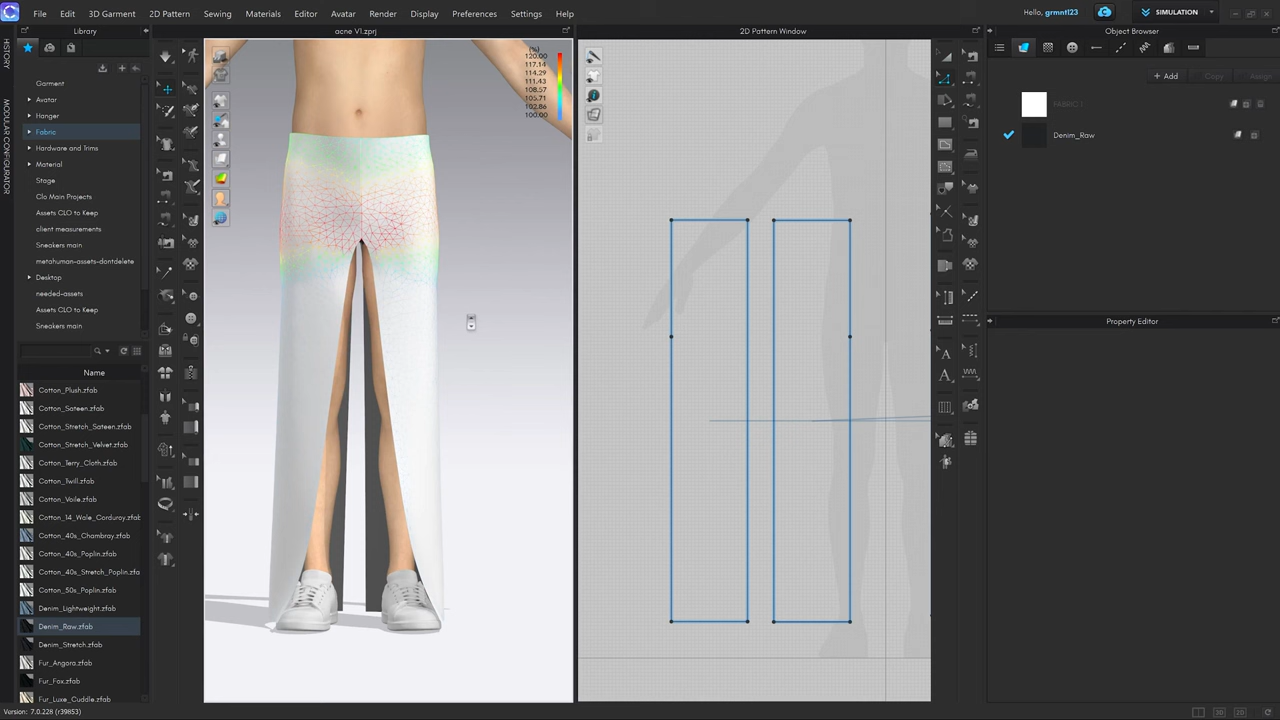 File
Edit
3D Garment
2D Pattern
Sewing
Materials
Editor
Avatar
Render
Display
Preferences
Settings
Help
Hello, grmnt123
SIMULATION
Library
acne V1.zprj
2D Pattern Window
Object Browser
HISTORY
MODULAR CONFIGURATOR
Garment
Avatar
Hanger
Fabric
Hardware and Trims
Material
Stage
Clo Main Projects
Assets CLO to Keep
client measurements
Sneakers main
metahuman-assets-dontdelete
Desktop
needed-assets
Assets CLO to Keep
Sneakers main
Name
Cotton_Plush.zfab
Cotton_Sateen.zfab
Cotton_Stretch_Sateen.zfab
Cotton_Stretch_Velvet.zfab
Cotton_Terry_Cloth.zfab
Cotton_Twill.zfab
Cotton_Voile.zfab
Cotton_14_Wale_Corduroy.zfab
Cotton_40s_Chambray.zfab
Cotton_40s_Poplin.zfab
Cotton_40s_Stretch_Poplin.zfa
Cotton_50s_Poplin.zfab
Denim_Lightweight.zfab
Denim_Raw.zfab
Denim_Stretch.zfab
Fur_Angora.zfab
Fur_Fox.zfab
Fur_Luxe_Cuddle.zfab
(%)
120.00
117.14
114.29
111.43
108.57
105.71
102.86
100.00
+ Add
Copy
Assign
FABRIC 1
Denim_Raw
Property Editor
Version: 7.0.228 (r39853)